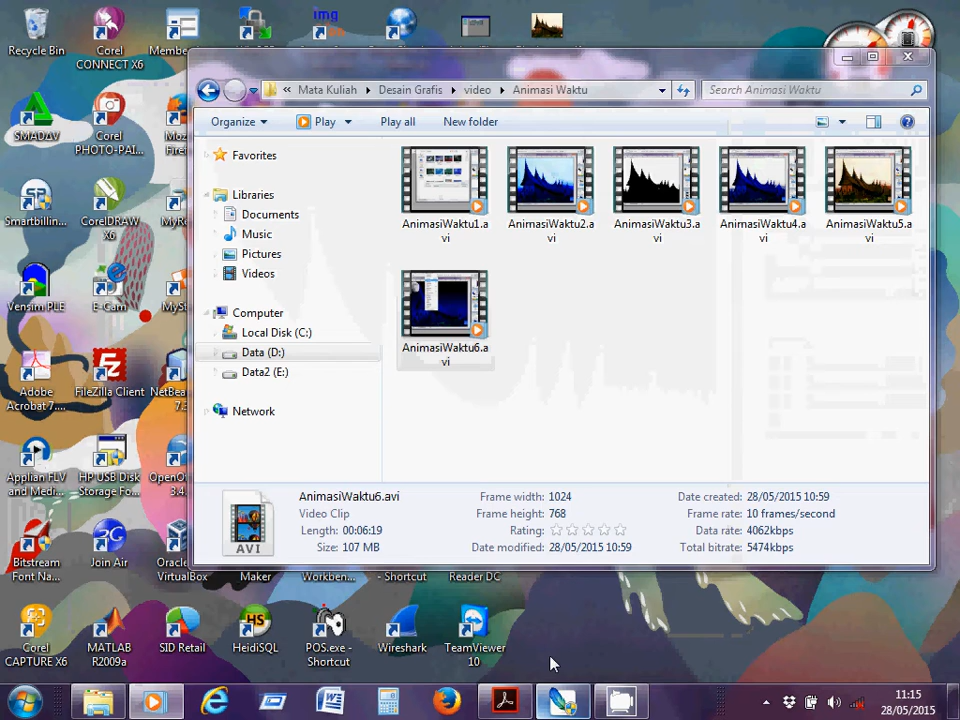 Recycle Bin
Corel
CONNECT X6
img
SMADAV
Corel
PHOTO-PAI...
Smartbilling...
CorelDRAW
X6
Vensim PLE
E-Cam
Adobe
Acrobat 7....
FileZilla Client
Applian FLV
and Medi...
HP USB Disk
Storage Fo...
Bitstream
Font Na...
Join Air
Oracle
VirtualBox
Maker
Workben...
- Shortcut
Reader DC
Corel
CAPTURE X6
MATLAB
R2009a
SID Retail
HeidiSQL
POS.exe -
Shortcut
Wireshark
TeamViewer
10
« Mata Kuliah Desain Grafis video Animasi Waktu
Search Animasi Waktu
Organize Play Play all New folder
Favorites
Libraries
Documents
Music
Pictures
Videos
Computer
Local Disk (C:)
Data (D:)
Data2 (E:)
Network
AnimasiWaktu1.a
vi
AnimasiWaktu2.a
vi
AnimasiWaktu3.a
vi
AnimasiWaktu4.a
vi
AnimasiWaktu5.a
vi
AnimasiWaktu6.a
vi
AVI
AnimasiWaktu6.avi
Video Clip
Length: 00:06:19
Size: 107 MB
Frame width: 1024
Frame height: 768
Rating:
Date modified: 28/05/2015 10:59
Date created: 28/05/2015 10:59
Frame rate: 10 frames/second
Data rate: 4062kbps
Total bitrate: 5474kbps
11:15
28/05/2015